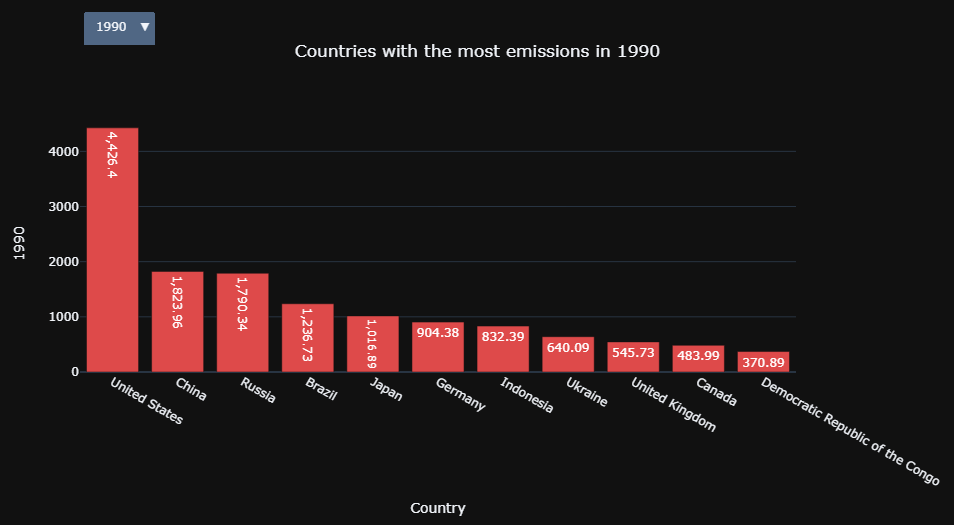 1990 ▼
Countries with the most emissions in 1990
4000
3000
2000
1000
0
1990
4,426.4
1,823.96
1,790.34
1,236.73
1,016.89
904.38
832.39
640.09
545.73
483.99
370.89
United States
China
Russia
Brazil
Japan
Germany
Indonesia
Ukraine
United Kingdom
Canada
Democratic Republic of the Congo
Country